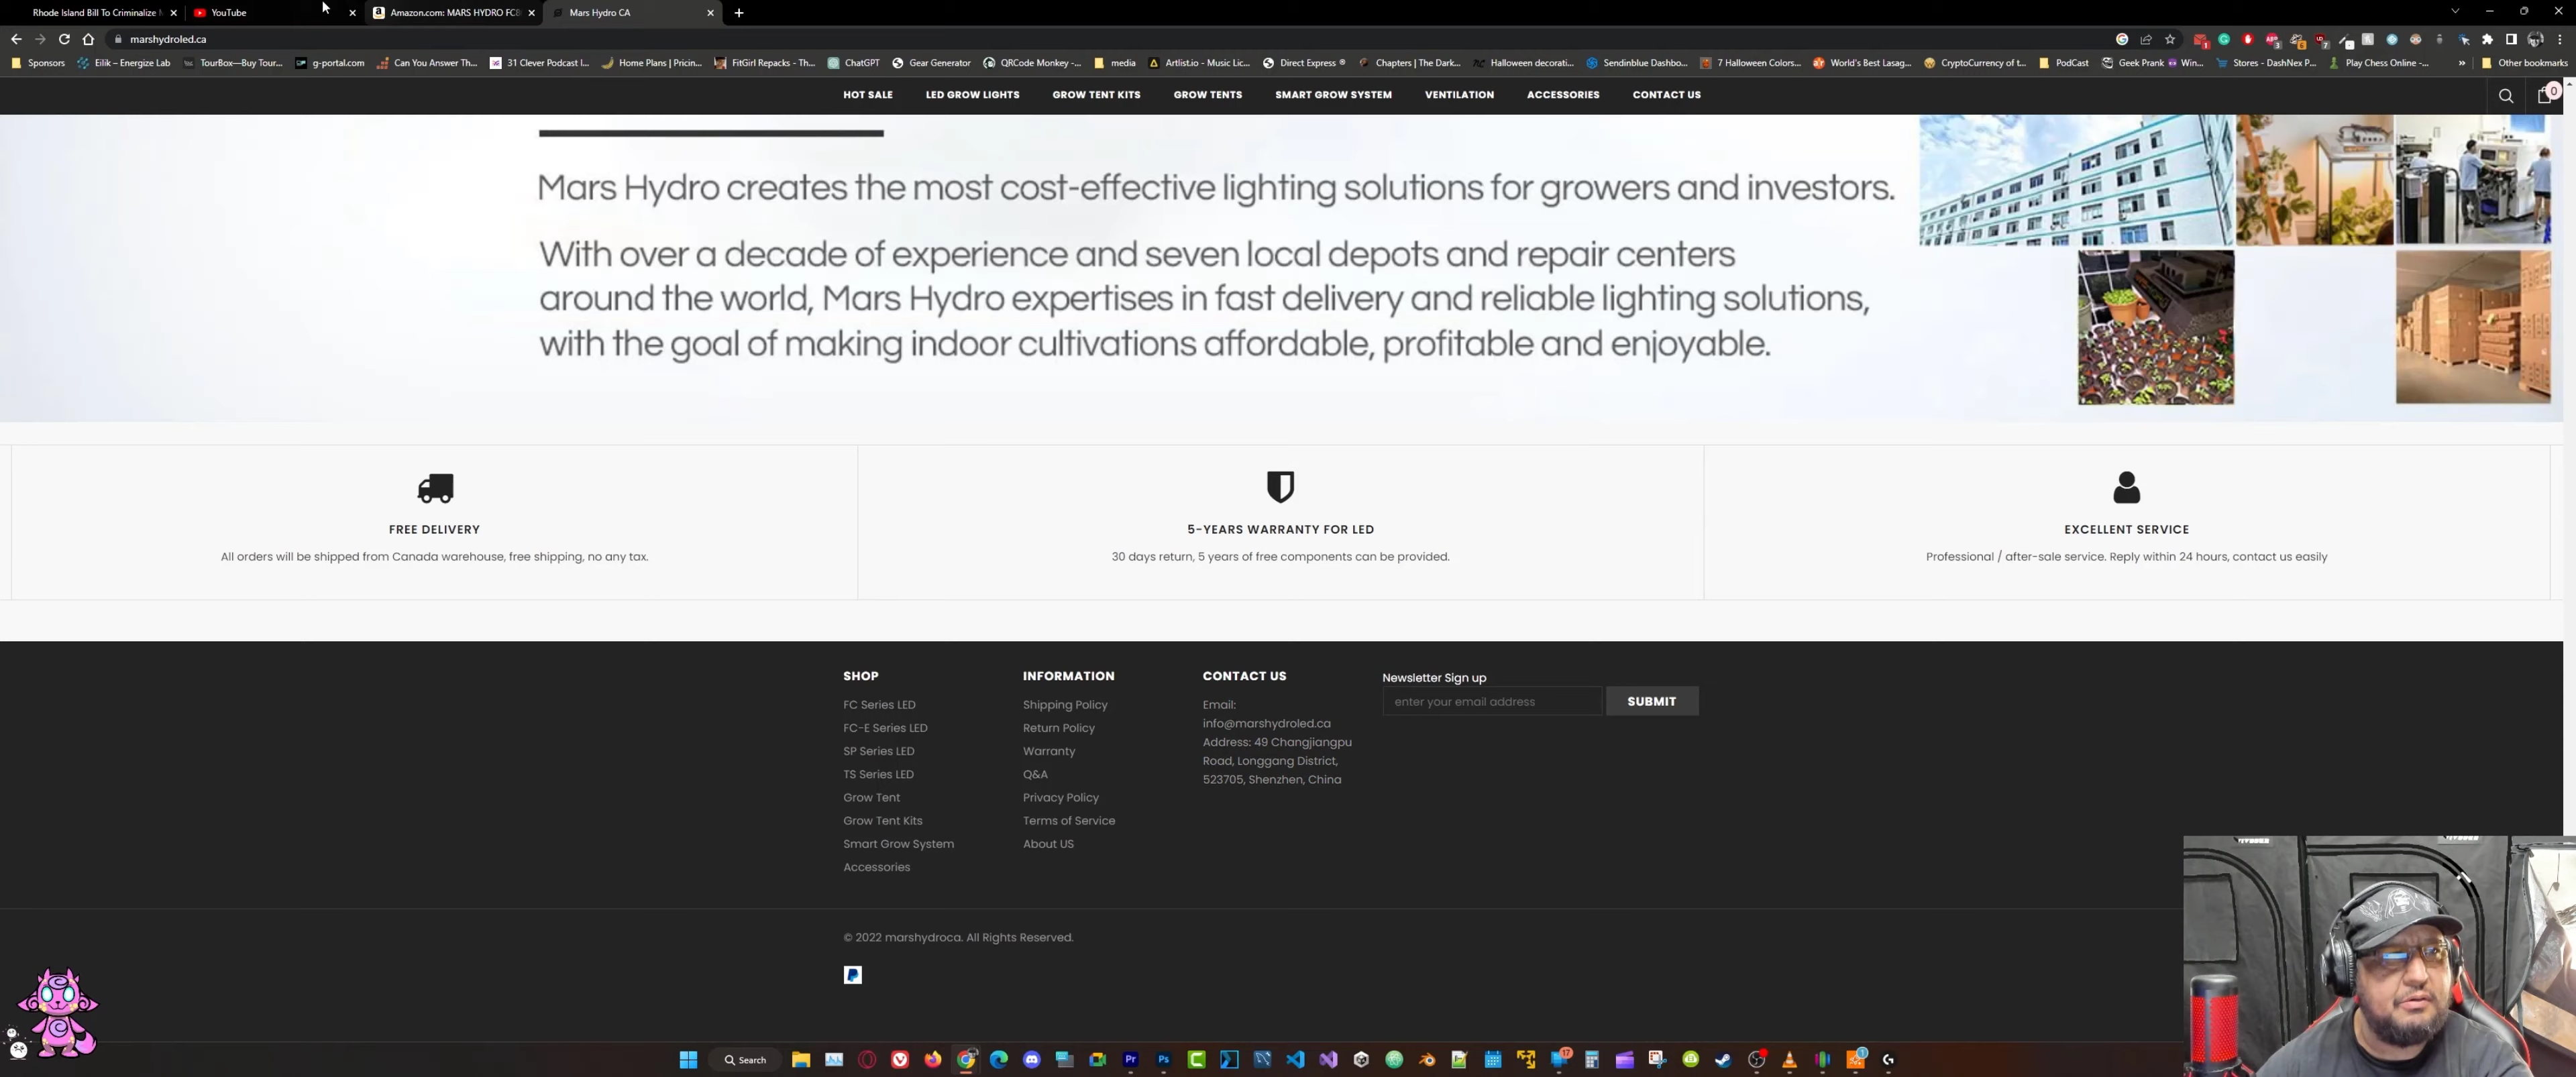 Rhode Island Bill To Criminalize
YouTube
Amazon.com: MARS HYDRO FC
Mars Hydro CA
marshydroled.ca
Sponsors
Eilik – Energize Lab
TourBox—Buy Tour...
g-portal.com
Can You Answer Th...
31 Clever Podcast I...
Home Plans | Pricin...
FitGirl Repacks - Th...
ChatGPT
Gear Generator
QRCode Monkey -...
media
Artlist.io - Music Lic...
Direct Express ®
Chapters | The Dark...
Halloween decorati...
Sendinblue Dashbo...
7 Halloween Colors...
World's Best Lasag...
CryptoCurrency of t...
PodCast
Geek Prank Win...
Stores - DashNex P...
Play Chess Online -...
»
Other bookmarks
HOT SALE
LED GROW LIGHTS
GROW TENT KITS
GROW TENTS
SMART GROW SYSTEM
VENTILATION
ACCESSORIES
CONTACT US
0
Mars Hydro creates the most cost-effective lighting solutions for growers and investors.
With over a decade of experience and seven local depots and repair centers
around the world, Mars Hydro expertises in fast delivery and reliable lighting solutions,
with the goal of making indoor cultivations affordable, profitable and enjoyable.
FREE DELIVERY
All orders will be shipped from Canada warehouse, free shipping, no any tax.
5-YEARS WARRANTY FOR LED
30 days return, 5 years of free components can be provided.
EXCELLENT SERVICE
Professional / after-sale service. Reply within 24 hours, contact us easily
SHOP
FC Series LED
FC-E Series LED
SP Series LED
TS Series LED
Grow Tent
Grow Tent Kits
Smart Grow System
Accessories
INFORMATION
Shipping Policy
Return Policy
Warranty
Q&A
Privacy Policy
Terms of Service
About US
CONTACT US
Email:
info@marshydroled.ca
Address: 49 Changjiangpu
Road, Longgang District,
523705, Shenzhen, China
Newsletter Sign up
enter your email address
SUBMIT
© 2022 marshydroca. All Rights Reserved.
Search
17
1